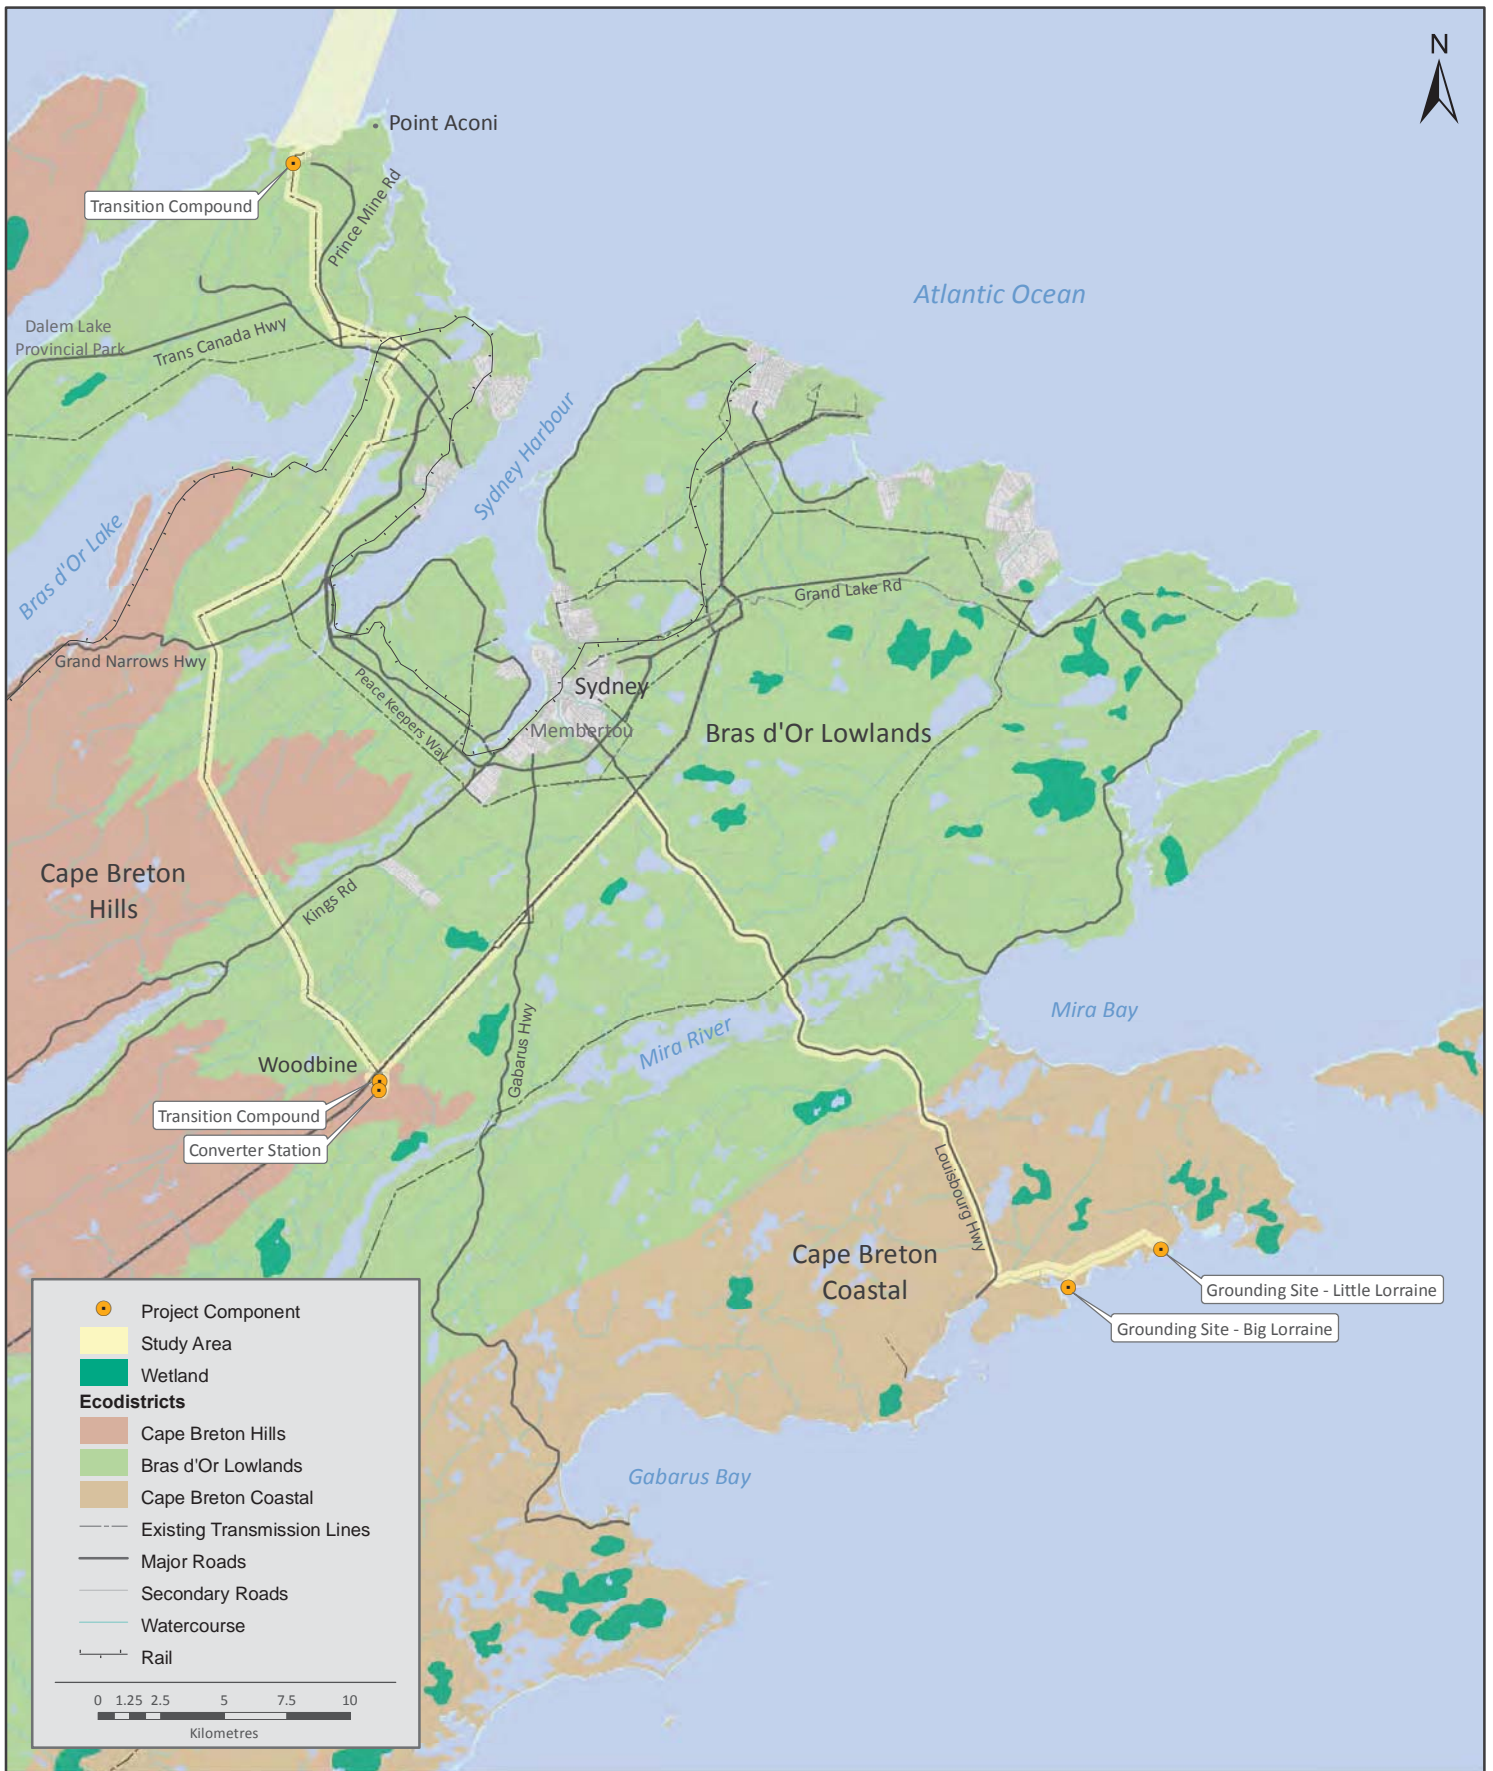 N
Point Aconi
Transition Compound
Prince Mine Rd
Atlantic Ocean
Dalem Lake
Provincial Park
Trans Canada Hwy
Sydney Harbour
Bras d'Or Lake
Grand Lake Rd
Grand Narrows Hwy
Peace Keepers Way
Sydney
Membertou
Bras d'Or Lowlands
Cape Breton
Hills
Kings Rd
Mira Bay
Mira River
Gabarus Hwy
Woodbine
Transition Compound
Converter Station
Louisbourg Hwy
Cape Breton
Coastal
Grounding Site - Little Lorraine
Grounding Site - Big Lorraine
Gabarus Bay
Project Component
Study Area
Wetland
Ecodistricts
Cape Breton Hills
Bras d'Or Lowlands
Cape Breton Coastal
Existing Transmission Lines
Major Roads
Secondary Roads
Watercourse
Rail
0 1.25 2.5 5 7.5 10
Kilometres